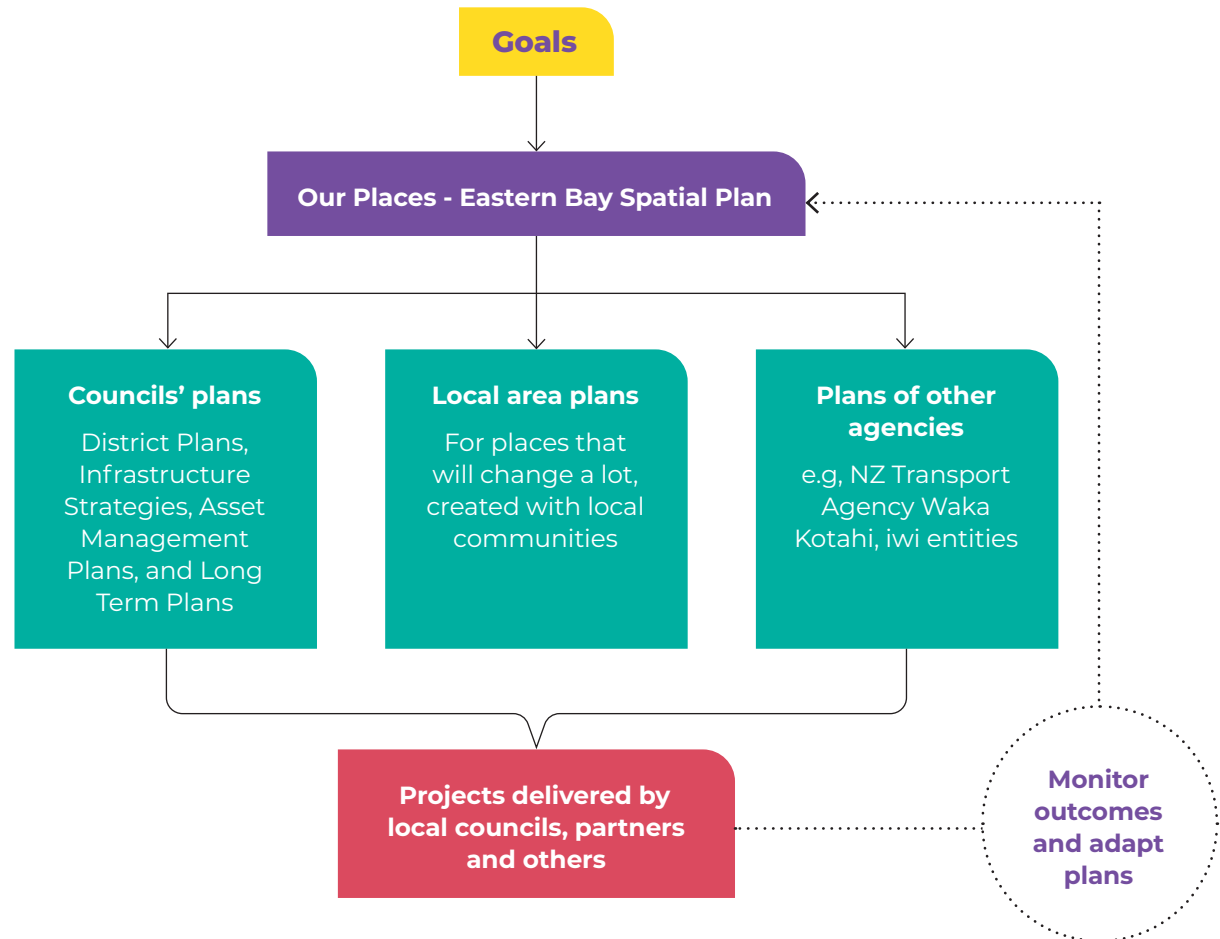 Goals
Our Places - Eastern Bay Spatial Plan
Councils’ plans
District Plans,
Infrastructure
Strategies, Asset
Management
Plans, and Long
Term Plans
Local area plans
For places that
will change a lot,
created with local
communities
Plans of other
agencies
e.g, NZ Transport
Agency Waka
Kotahi, iwi entities
Projects delivered by
local councils, partners
and others
Monitor
outcomes
and adapt
plans